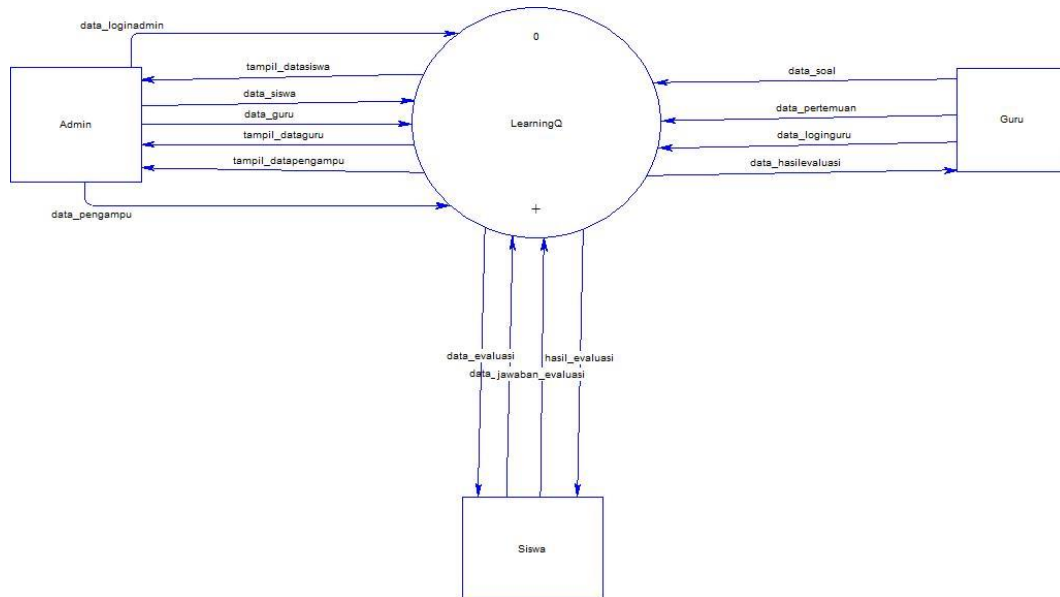 data_loginadmin
0
tampil_datasiswa
data_siswa
data_guru
tampil_dataguru
tampil_datapengampu
data_pengampu
Admin
LearningQ
+
data_soal
data_pertemuan
data_loginguru
data_hasilevaluasi
Guru
data_evaluasi
hasil_evaluasi
data_jawaban_evaluasi
Siswa